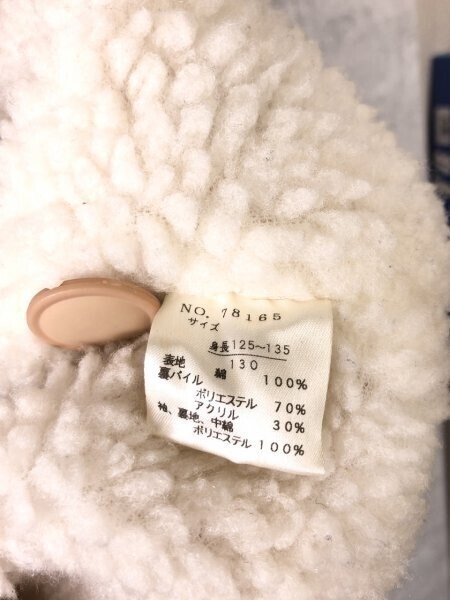 NO. 78165
サイズ
身長125~135
130
表地 綿 100%
裏パイル
ポリエステル 70%
アクリル 30%
袖、裏地、中綿
ポリエステル 100%